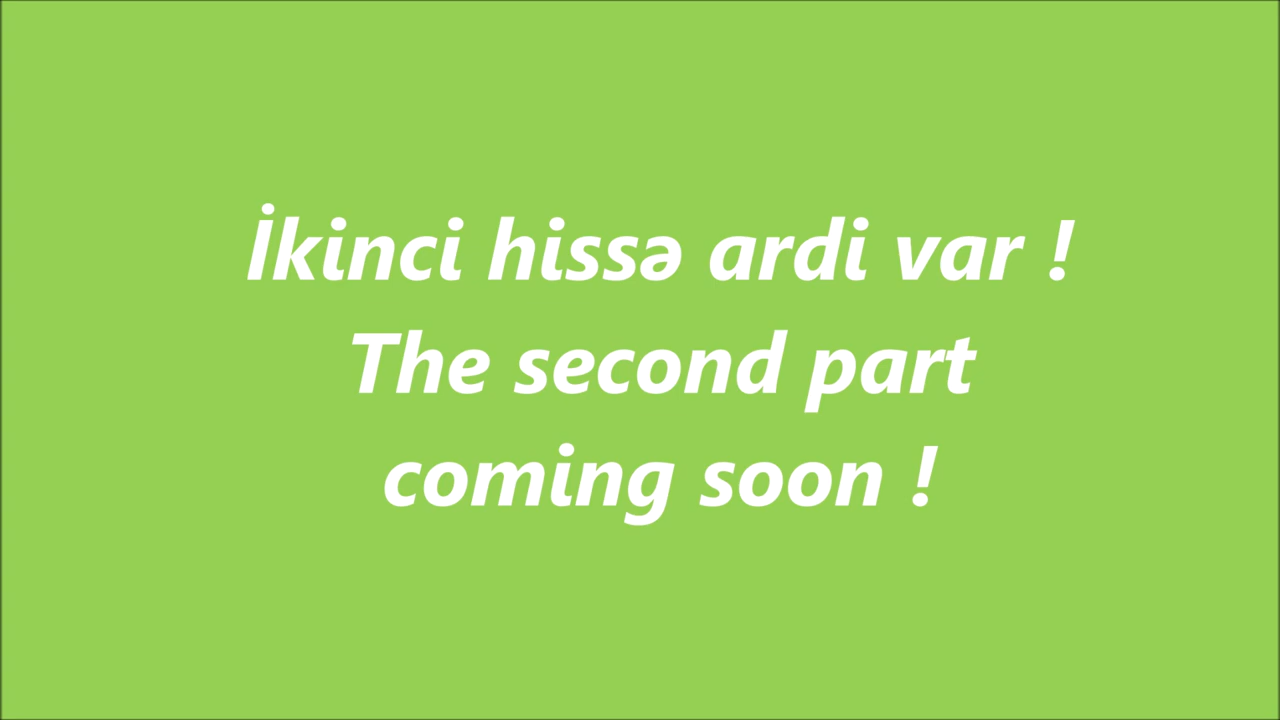 İkinci hissə ardi var !
The second part
coming soon !